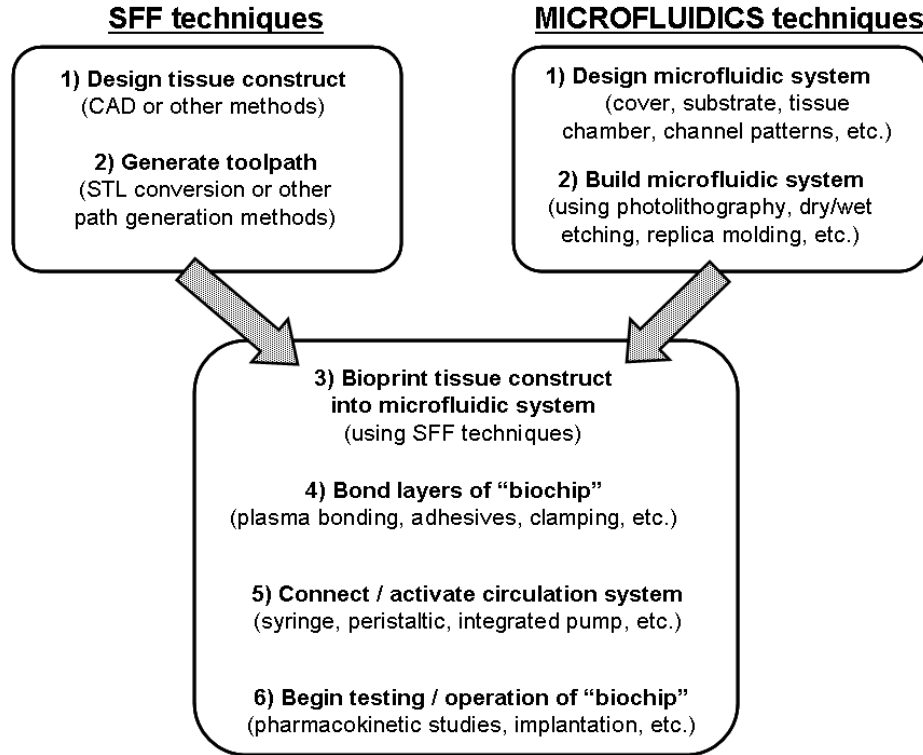 SFF techniques
1) Design tissue construct
(CAD or other methods)
2) Generate toolpath
(STL conversion or other
path generation methods)
MICROFLUIDICS techniques
1) Design microfluidic system
(cover, substrate, tissue
chamber, channel patterns, etc.)
2) Build microfluidic system
(using photolithography, dry/wet
etching, replica molding, etc.)
3) Bioprint tissue construct
into microfluidic system
(using SFF techniques)
4) Bond layers of “biochip”
(plasma bonding, adhesives, clamping, etc.)
5) Connect / activate circulation system
(syringe, peristaltic, integrated pump, etc.)
6) Begin testing / operation of “biochip”
(pharmacokinetic studies, implantation, etc.)